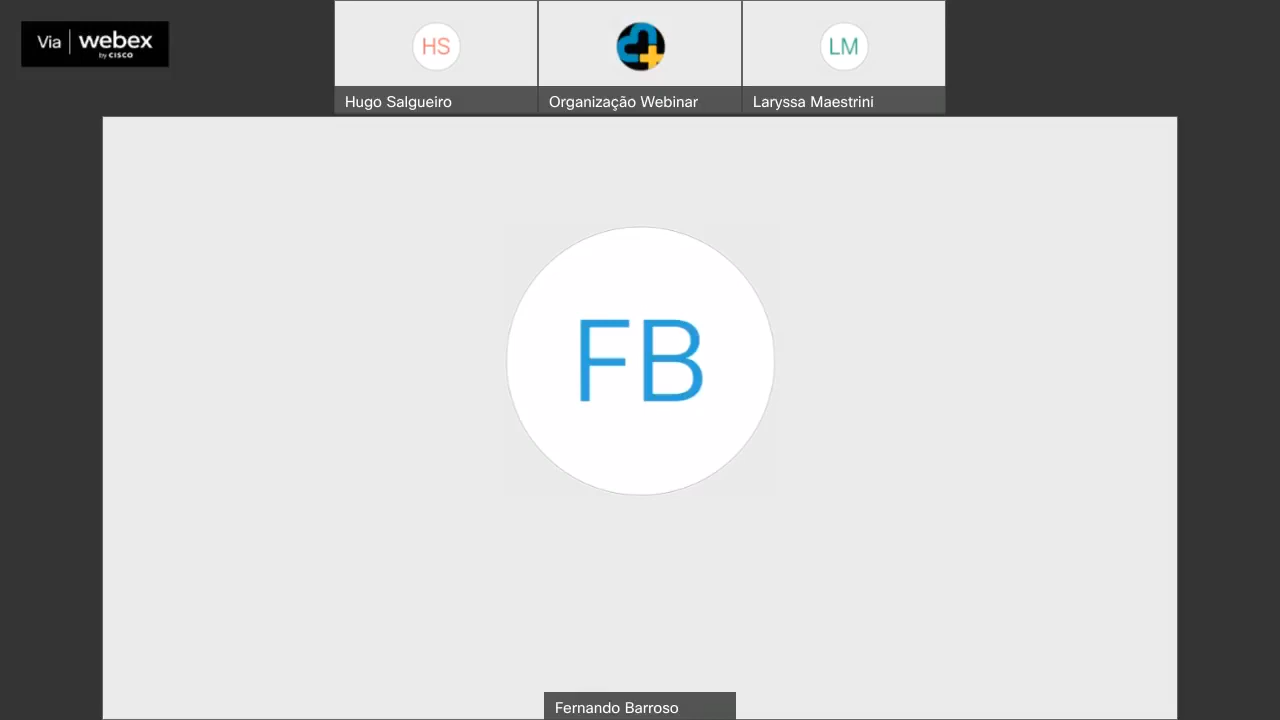 Via webex
by CISCO
HS
LM
Hugo Salgueiro
Organização Webinar
Laryssa Maestrini
FB
Fernando Barroso